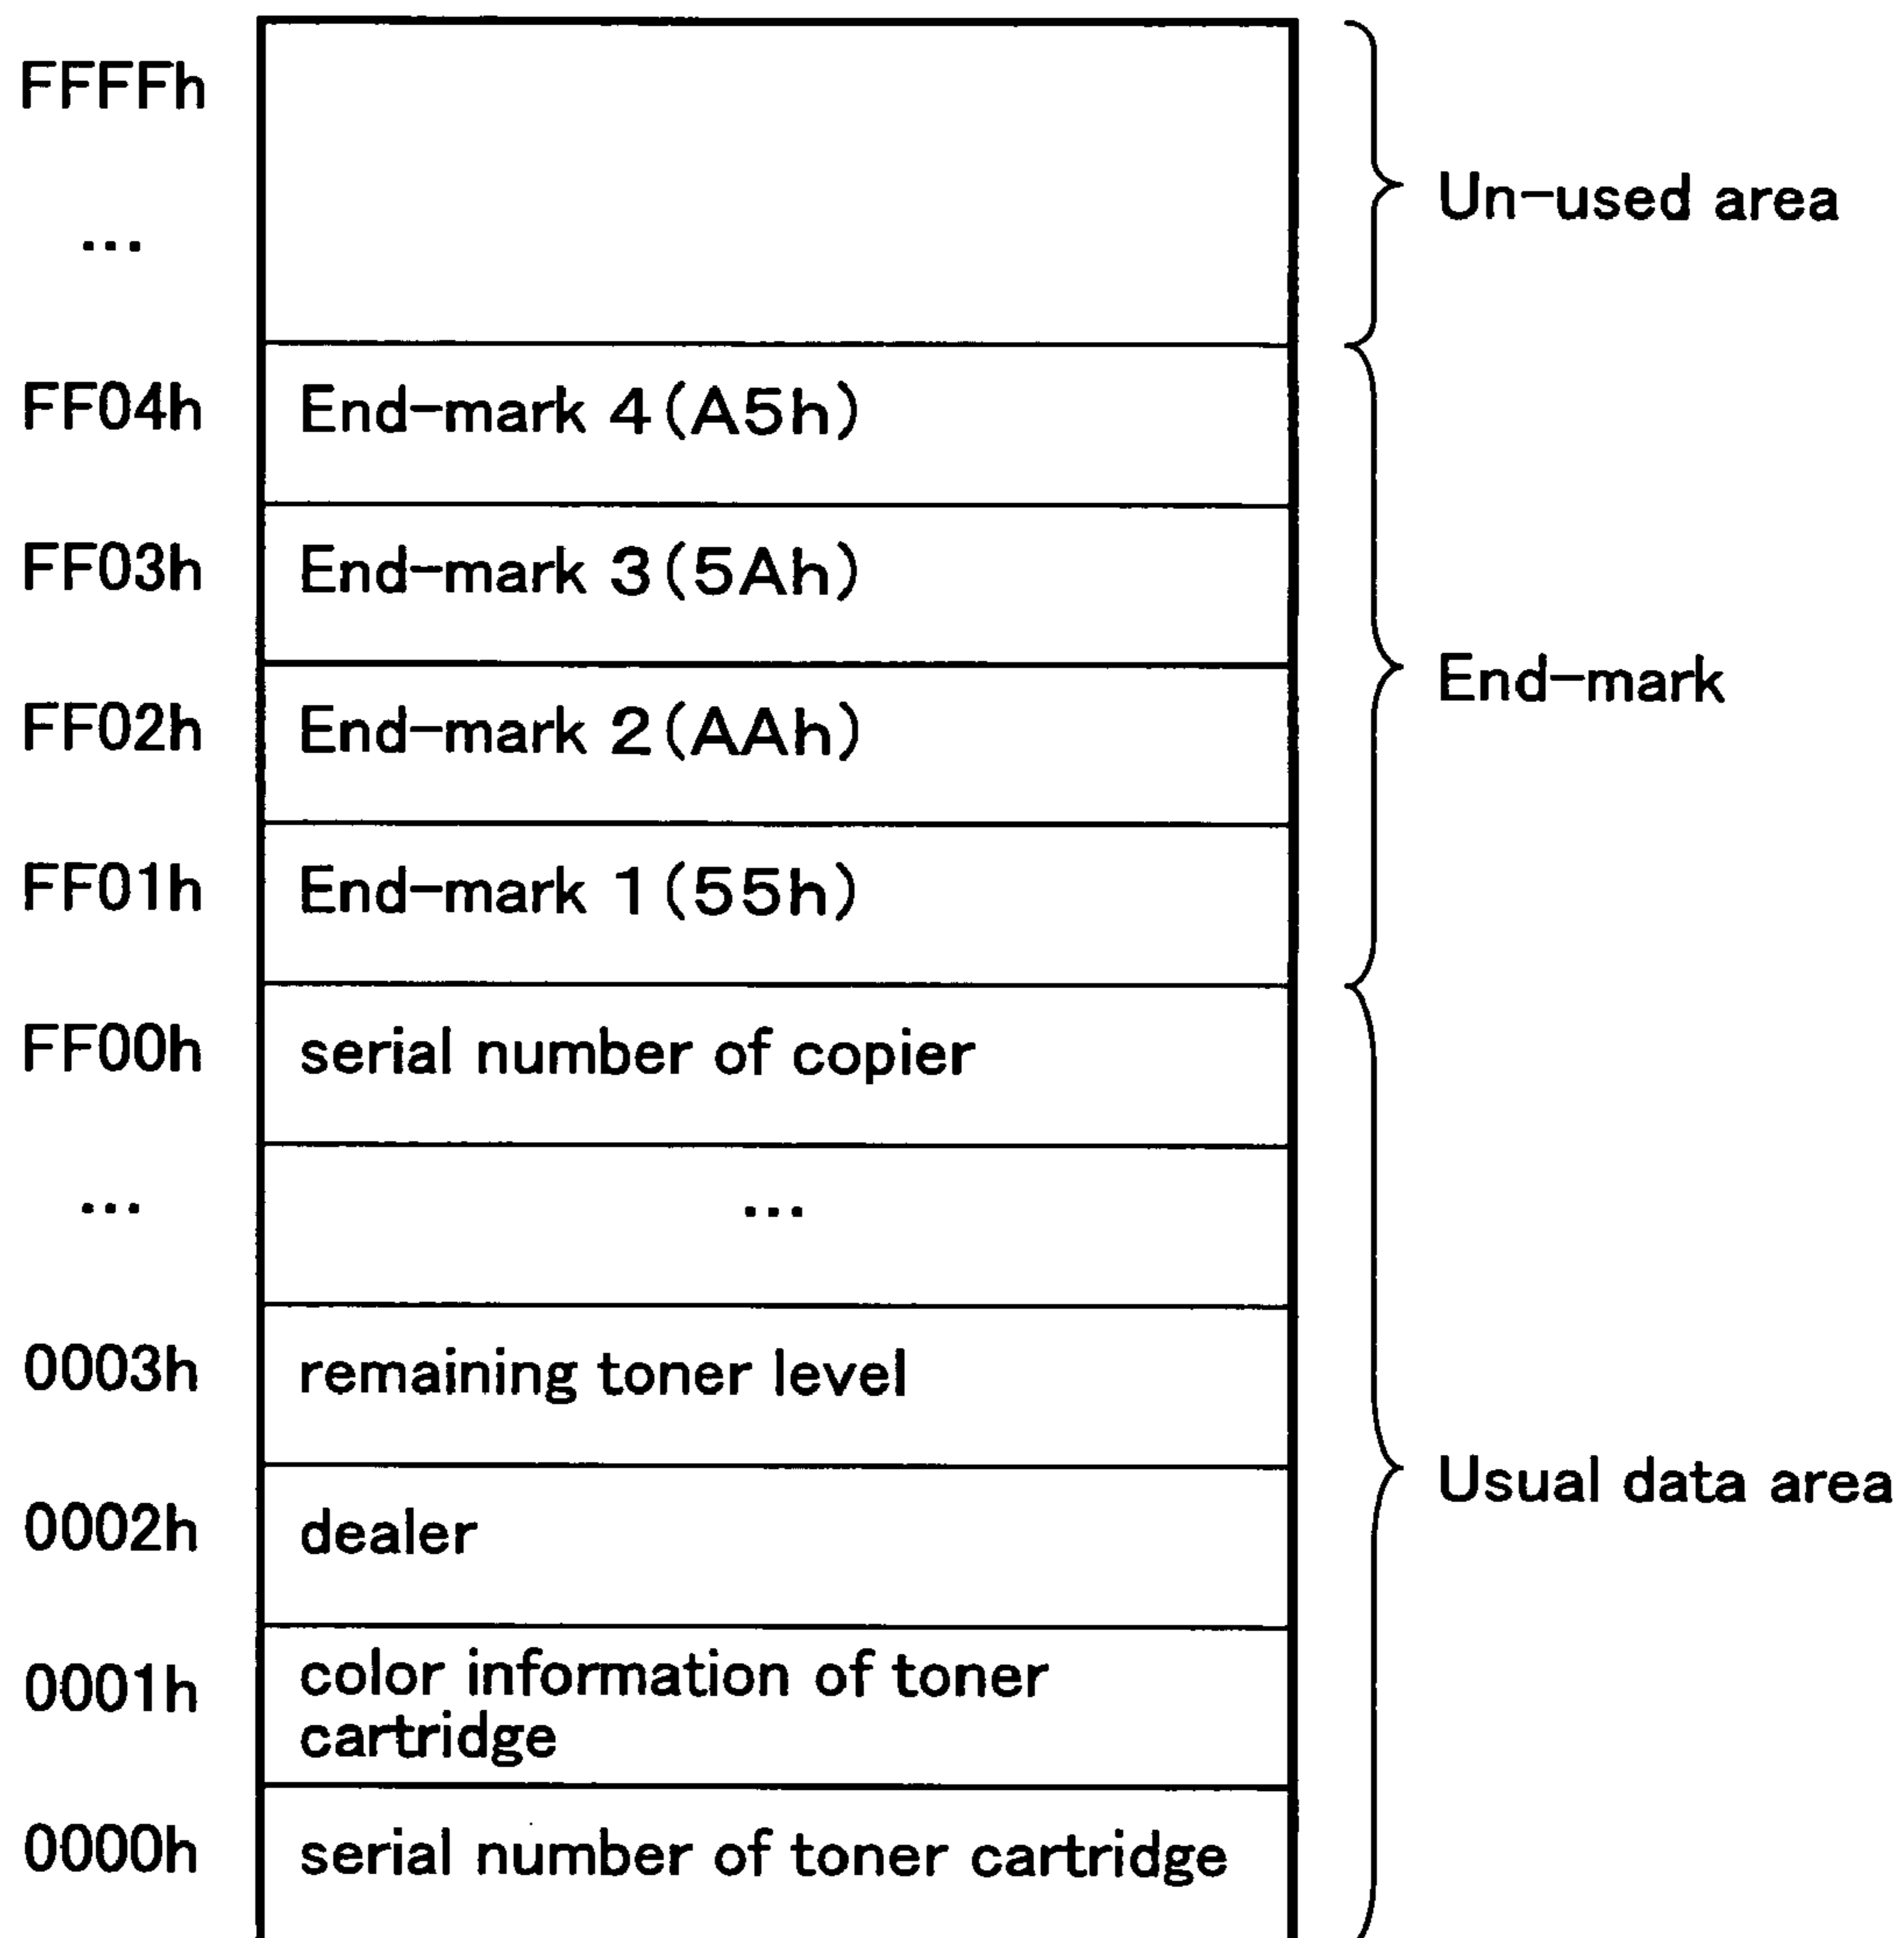 FFFFh
...
Un-used area
FF04h End-mark 4(A5h)
FF03h End-mark 3(5Ah)
End-mark
FF02h End-mark 2(AAh)
FF01h End-mark 1(55h)
FF00h serial number of copier
... ...
0003h remaining toner level
Usual data area
0002h dealer
0001h color information of toner
cartridge
0000h serial number of toner cartridge